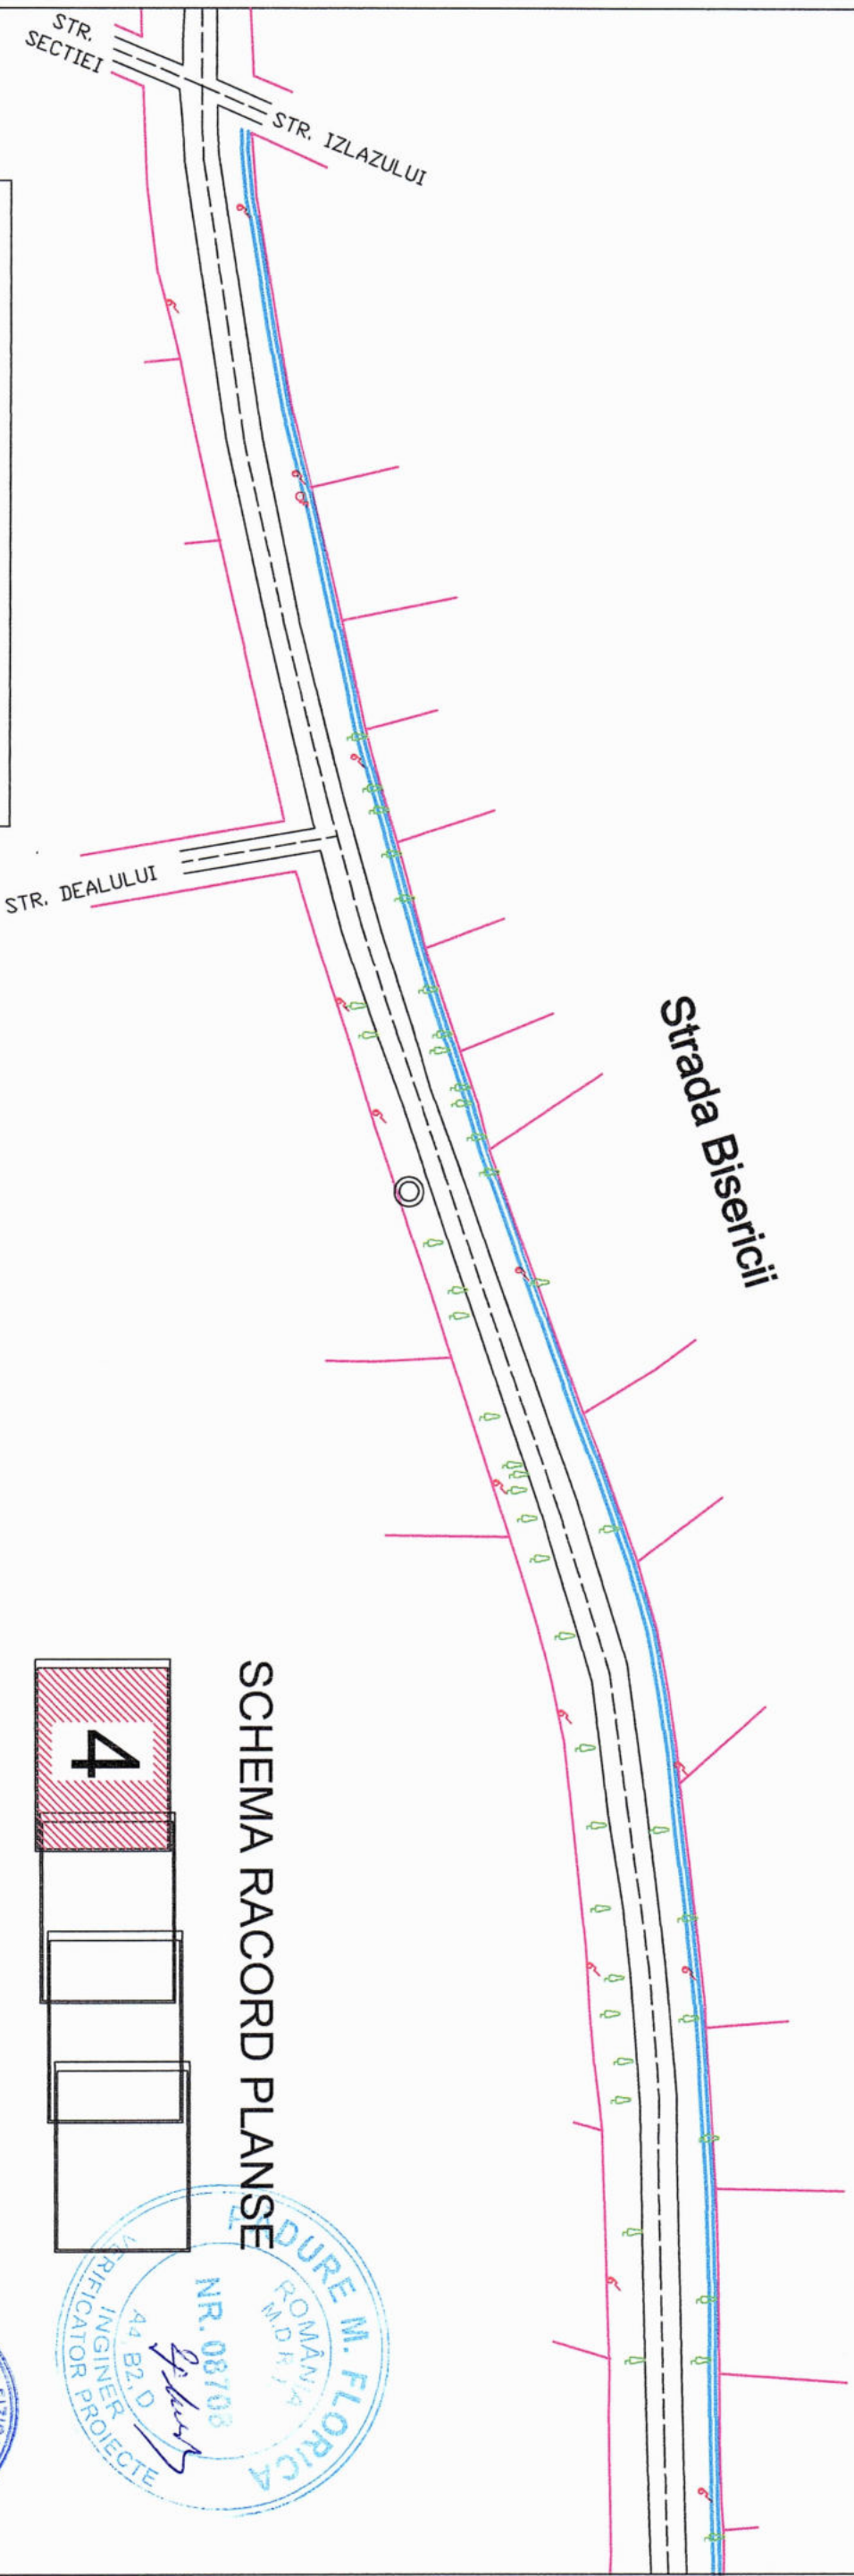 STR.
SECTIEI
STR. IZLAZULUI
STR. DEALULUI
Strada Bisericii
SCHEMA RACORD PLANSE
4
PADURE M. FLORICA
ROMÂNIA
NR. 08708
A4, B2, D
INGINER
VERIFICATOR PROIECTE